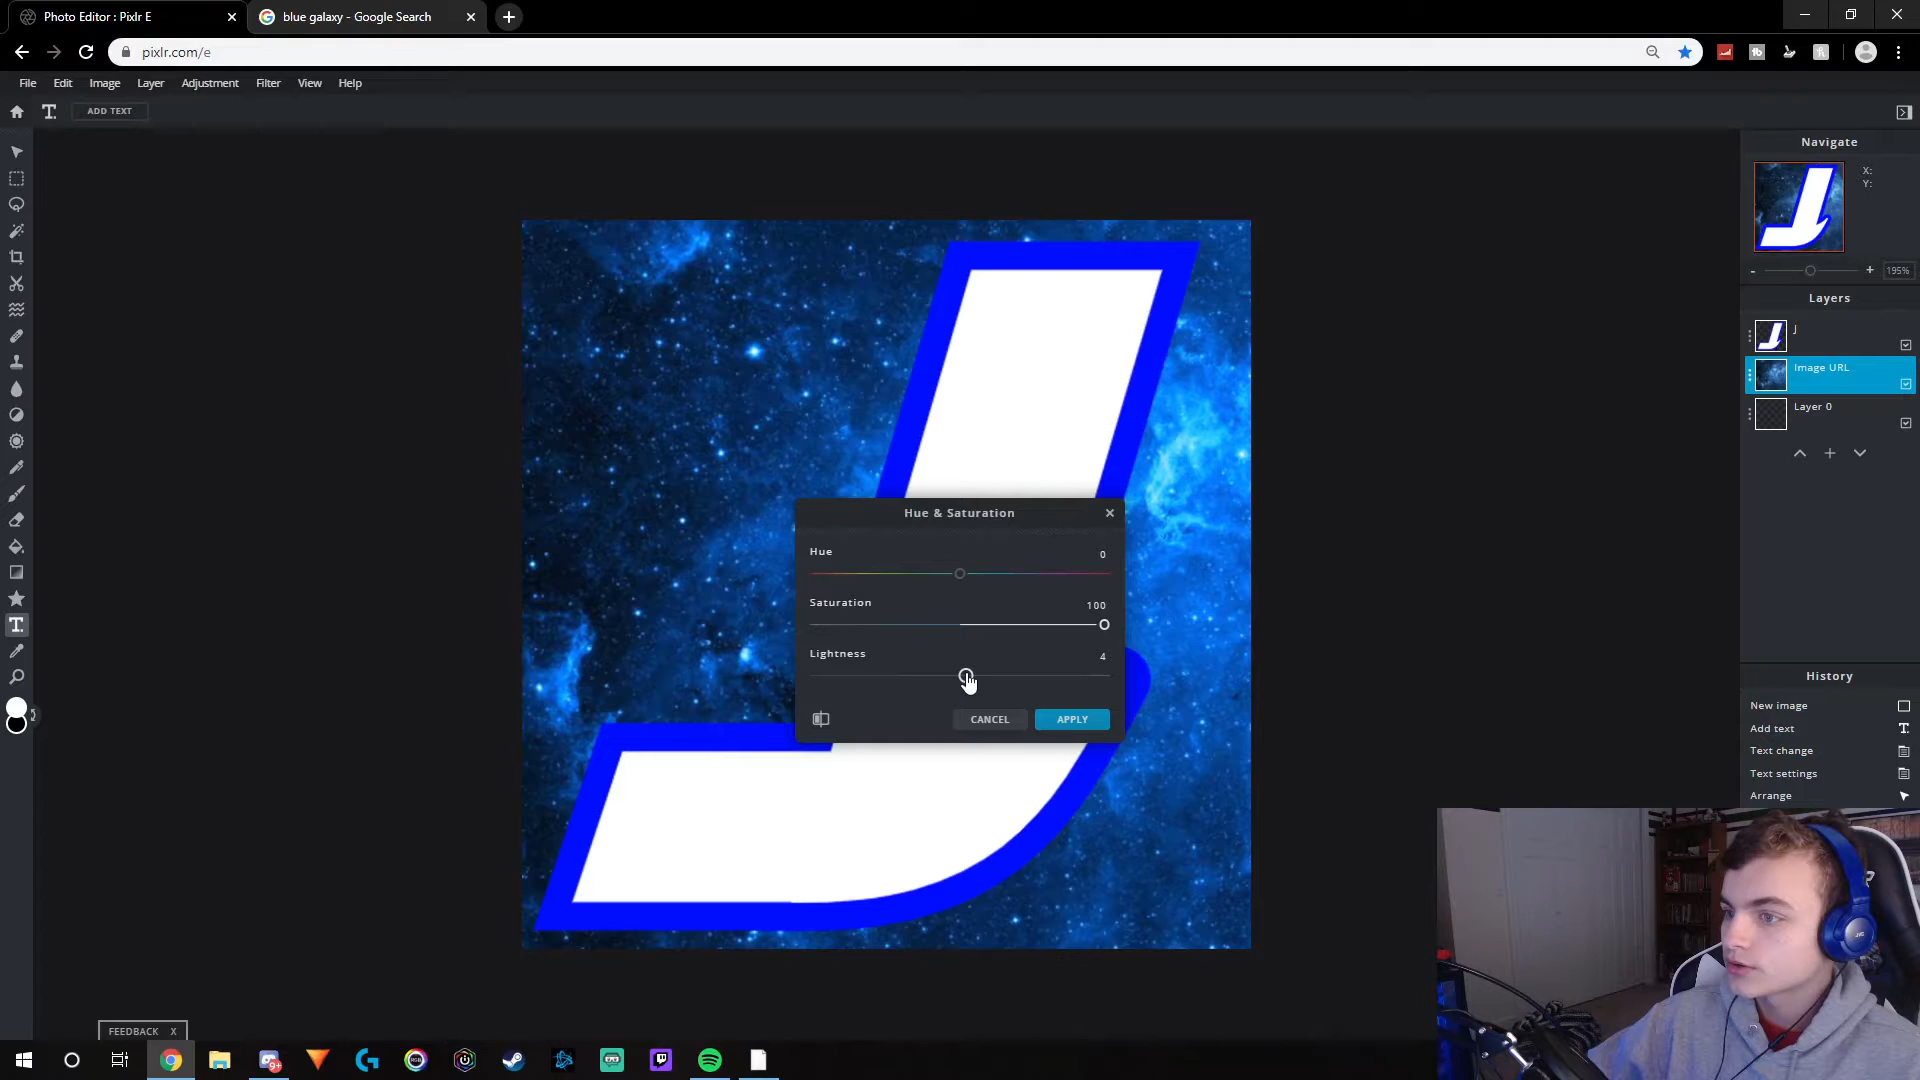 Photo Editor : Pixlr E
blue galaxy - Google Search
pixlr.com/e
File Edit Image Layer Adjustment Filter View Help
T. ADD TEXT
Navigate
X:
Y:
- + 195%
Layers
J
Image URL
Layer 0
J
Hue & Saturation
Hue 0
Saturation 100
Lightness 4
CANCEL APPLY
History
New image
Add text
Text change
Text settings
Arrange
FEEDBACK X
9+
JVC